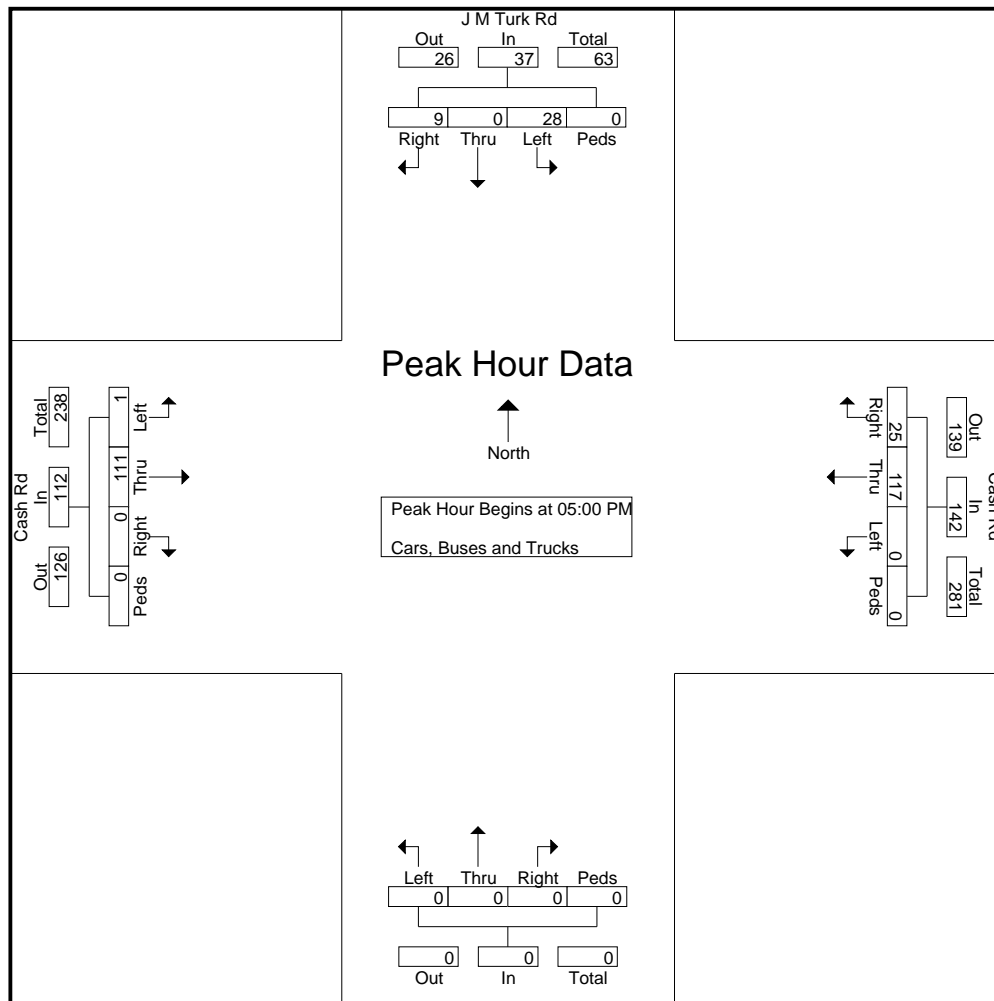 J M Turk Rd
Out In Total
26 37 63
9 0 28 0
Right Thru Left Peds
Peak Hour Data
North
Peak Hour Begins at 05:00 PM
Cars, Buses and Trucks
Cash Rd
Out In Total
126 112 238
0 0 111 1
Peds Right Thru Left
Cash Rd
Out In Total
139 142 281
25 117 0 0
Right Thru Left Peds
Left Thru Right Peds
0 0 0 0
0 0 0
Out In Total